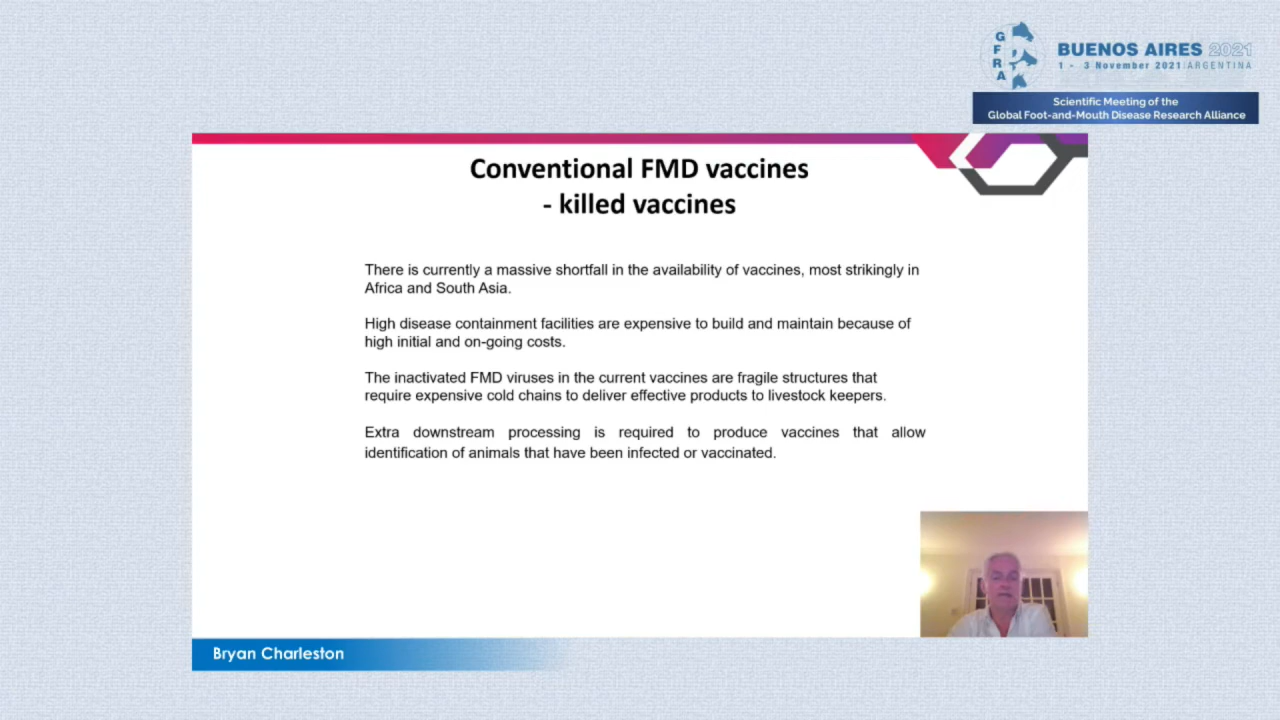 G
F
R
A
BUENOS AIRES 2021
1 - 3 November 2021 ARGENTINA
Scientific Meeting of the
Global Foot-and-Mouth Disease Research Alliance
Conventional FMD vaccines
- killed vaccines
There is currently a massive shortfall in the availability of vaccines, most strikingly in
Africa and South Asia.
High disease containment facilities are expensive to build and maintain because of
high initial and on-going costs.
The inactivated FMD viruses in the current vaccines are fragile structures that
require expensive cold chains to deliver effective products to livestock keepers.
Extra downstream processing is required to produce vaccines that allow
identification of animals that have been infected or vaccinated.
Bryan Charleston